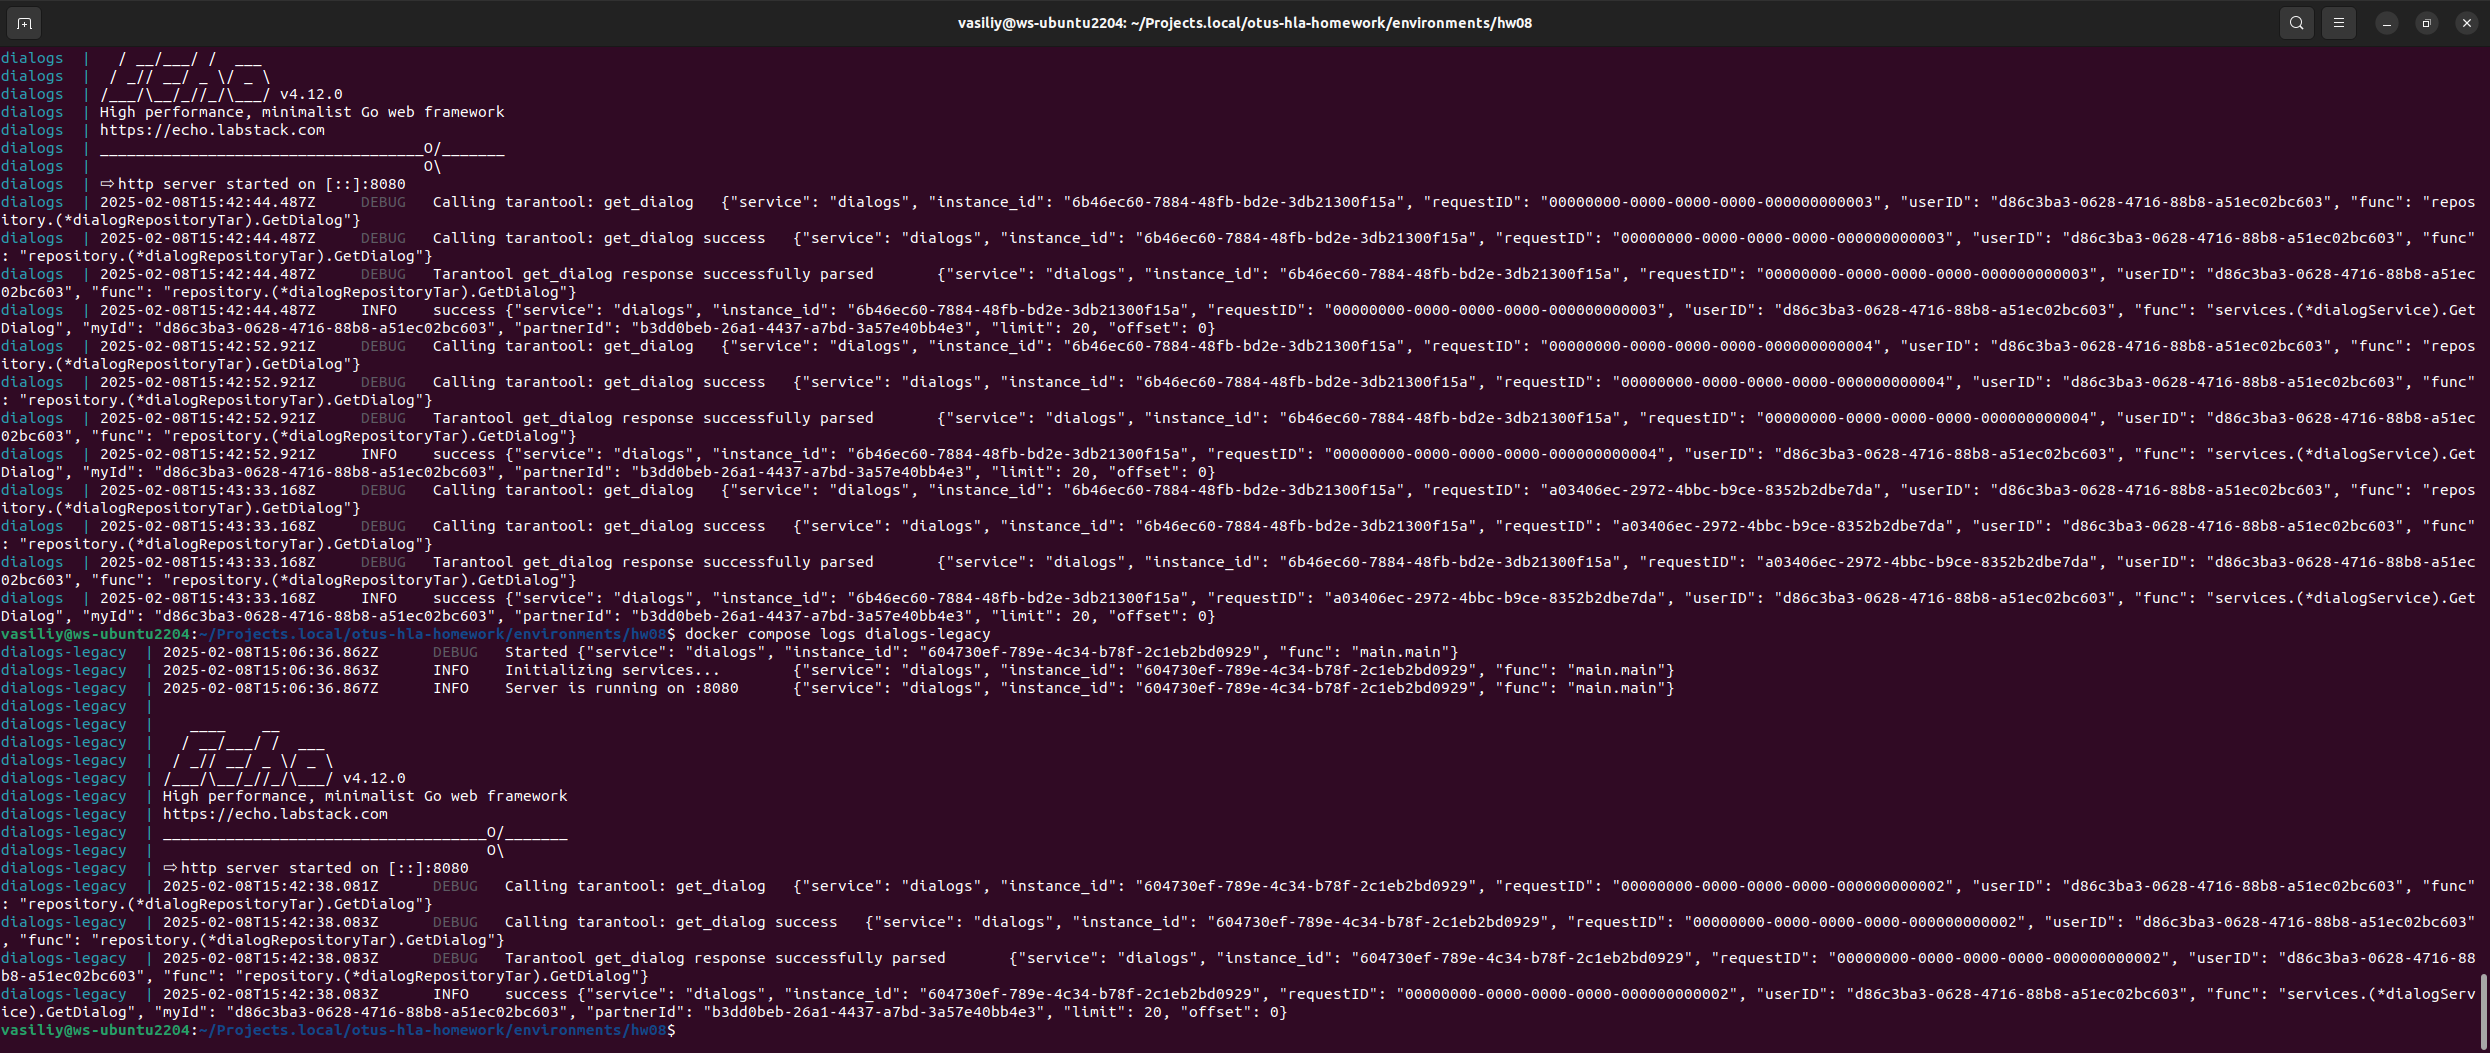 vasiliy@ws-ubuntu2204: ~/Projects.local/otus-hla-homework/environments/hw08
dialogs  |    / __/___/ /  ___
dialogs  |   / _// __/ _ \/ _ \
dialogs  | /___/\__/_//_/\___/ v4.12.0
dialogs  | High performance, minimalist Go web framework
dialogs  | https://echo.labstack.com
dialogs  | ____________________________________O/_______
dialogs  |                                     O\
dialogs  | ⇨ http server started on [::]:8080
dialogs  | 2025-02-08T15:42:44.487Z     DEBUG   Calling tarantool: get_dialog   {"service": "dialogs", "instance_id": "6b46ec60-7884-48fb-bd2e-3db21300f15a", "requestID": "00000000-0000-0000-0000-000000000003", "userID": "d86c3ba3-0628-4716-88b8-a51ec02bc603", "func": "repos
itory.(*dialogRepositoryTar).GetDialog"}
dialogs  | 2025-02-08T15:42:44.487Z     DEBUG   Calling tarantool: get_dialog success   {"service": "dialogs", "instance_id": "6b46ec60-7884-48fb-bd2e-3db21300f15a", "requestID": "00000000-0000-0000-0000-000000000003", "userID": "d86c3ba3-0628-4716-88b8-a51ec02bc603", "func"
: "repository.(*dialogRepositoryTar).GetDialog"}
dialogs  | 2025-02-08T15:42:44.487Z     DEBUG   Tarantool get_dialog response successfully parsed       {"service": "dialogs", "instance_id": "6b46ec60-7884-48fb-bd2e-3db21300f15a", "requestID": "00000000-0000-0000-0000-000000000003", "userID": "d86c3ba3-0628-4716-88b8-a51ec
02bc603", "func": "repository.(*dialogRepositoryTar).GetDialog"}
dialogs  | 2025-02-08T15:42:44.487Z     INFO    success {"service": "dialogs", "instance_id": "6b46ec60-7884-48fb-bd2e-3db21300f15a", "requestID": "00000000-0000-0000-0000-000000000003", "userID": "d86c3ba3-0628-4716-88b8-a51ec02bc603", "func": "services.(*dialogService).Get
Dialog", "myId": "d86c3ba3-0628-4716-88b8-a51ec02bc603", "partnerId": "b3dd0beb-26a1-4437-a7bd-3a57e40bb4e3", "limit": 20, "offset": 0}
dialogs  | 2025-02-08T15:42:52.921Z     DEBUG   Calling tarantool: get_dialog   {"service": "dialogs", "instance_id": "6b46ec60-7884-48fb-bd2e-3db21300f15a", "requestID": "00000000-0000-0000-0000-000000000004", "userID": "d86c3ba3-0628-4716-88b8-a51ec02bc603", "func": "repos
itory.(*dialogRepositoryTar).GetDialog"}
dialogs  | 2025-02-08T15:42:52.921Z     DEBUG   Calling tarantool: get_dialog success   {"service": "dialogs", "instance_id": "6b46ec60-7884-48fb-bd2e-3db21300f15a", "requestID": "00000000-0000-0000-0000-000000000004", "userID": "d86c3ba3-0628-4716-88b8-a51ec02bc603", "func"
: "repository.(*dialogRepositoryTar).GetDialog"}
dialogs  | 2025-02-08T15:42:52.921Z     DEBUG   Tarantool get_dialog response successfully parsed       {"service": "dialogs", "instance_id": "6b46ec60-7884-48fb-bd2e-3db21300f15a", "requestID": "00000000-0000-0000-0000-000000000004", "userID": "d86c3ba3-0628-4716-88b8-a51ec
02bc603", "func": "repository.(*dialogRepositoryTar).GetDialog"}
dialogs  | 2025-02-08T15:42:52.921Z     INFO    success {"service": "dialogs", "instance_id": "6b46ec60-7884-48fb-bd2e-3db21300f15a", "requestID": "00000000-0000-0000-0000-000000000004", "userID": "d86c3ba3-0628-4716-88b8-a51ec02bc603", "func": "services.(*dialogService).Get
Dialog", "myId": "d86c3ba3-0628-4716-88b8-a51ec02bc603", "partnerId": "b3dd0beb-26a1-4437-a7bd-3a57e40bb4e3", "limit": 20, "offset": 0}
dialogs  | 2025-02-08T15:43:33.168Z     DEBUG   Calling tarantool: get_dialog   {"service": "dialogs", "instance_id": "6b46ec60-7884-48fb-bd2e-3db21300f15a", "requestID": "a03406ec-2972-4bbc-b9ce-8352b2dbe7da", "userID": "d86c3ba3-0628-4716-88b8-a51ec02bc603", "func": "repos
itory.(*dialogRepositoryTar).GetDialog"}
dialogs  | 2025-02-08T15:43:33.168Z     DEBUG   Calling tarantool: get_dialog success   {"service": "dialogs", "instance_id": "6b46ec60-7884-48fb-bd2e-3db21300f15a", "requestID": "a03406ec-2972-4bbc-b9ce-8352b2dbe7da", "userID": "d86c3ba3-0628-4716-88b8-a51ec02bc603", "func"
: "repository.(*dialogRepositoryTar).GetDialog"}
dialogs  | 2025-02-08T15:43:33.168Z     DEBUG   Tarantool get_dialog response successfully parsed       {"service": "dialogs", "instance_id": "6b46ec60-7884-48fb-bd2e-3db21300f15a", "requestID": "a03406ec-2972-4bbc-b9ce-8352b2dbe7da", "userID": "d86c3ba3-0628-4716-88b8-a51ec
02bc603", "func": "repository.(*dialogRepositoryTar).GetDialog"}
dialogs  | 2025-02-08T15:43:33.168Z     INFO    success {"service": "dialogs", "instance_id": "6b46ec60-7884-48fb-bd2e-3db21300f15a", "requestID": "a03406ec-2972-4bbc-b9ce-8352b2dbe7da", "userID": "d86c3ba3-0628-4716-88b8-a51ec02bc603", "func": "services.(*dialogService).Get
Dialog", "myId": "d86c3ba3-0628-4716-88b8-a51ec02bc603", "partnerId": "b3dd0beb-26a1-4437-a7bd-3a57e40bb4e3", "limit": 20, "offset": 0}
vasiliy@ws-ubuntu2204:~/Projects.local/otus-hla-homework/environments/hw08$ docker compose logs dialogs-legacy
dialogs-legacy  | 2025-02-08T15:06:36.862Z      DEBUG   Started {"service": "dialogs", "instance_id": "604730ef-789e-4c34-b78f-2c1eb2bd0929", "func": "main.main"}
dialogs-legacy  | 2025-02-08T15:06:36.863Z      INFO    Initializing services...        {"service": "dialogs", "instance_id": "604730ef-789e-4c34-b78f-2c1eb2bd0929", "func": "main.main"}
dialogs-legacy  | 2025-02-08T15:06:36.867Z      INFO    Server is running on :8080      {"service": "dialogs", "instance_id": "604730ef-789e-4c34-b78f-2c1eb2bd0929", "func": "main.main"}
dialogs-legacy  |
dialogs-legacy  |    ____    __
dialogs-legacy  |   / __/___/ /  ___
dialogs-legacy  |  / _// __/ _ \/ _ \
dialogs-legacy  | /___/\__/_//_/\___/ v4.12.0
dialogs-legacy  | High performance, minimalist Go web framework
dialogs-legacy  | https://echo.labstack.com
dialogs-legacy  | ____________________________________O/_______
dialogs-legacy  |                                     O\
dialogs-legacy  | ⇨ http server started on [::]:8080
dialogs-legacy  | 2025-02-08T15:42:38.081Z      DEBUG   Calling tarantool: get_dialog   {"service": "dialogs", "instance_id": "604730ef-789e-4c34-b78f-2c1eb2bd0929", "requestID": "00000000-0000-0000-0000-000000000002", "userID": "d86c3ba3-0628-4716-88b8-a51ec02bc603", "func"
: "repository.(*dialogRepositoryTar).GetDialog"}
dialogs-legacy  | 2025-02-08T15:42:38.083Z      DEBUG   Calling tarantool: get_dialog success   {"service": "dialogs", "instance_id": "604730ef-789e-4c34-b78f-2c1eb2bd0929", "requestID": "00000000-0000-0000-0000-000000000002", "userID": "d86c3ba3-0628-4716-88b8-a51ec02bc603"
, "func": "repository.(*dialogRepositoryTar).GetDialog"}
dialogs-legacy  | 2025-02-08T15:42:38.083Z      DEBUG   Tarantool get_dialog response successfully parsed       {"service": "dialogs", "instance_id": "604730ef-789e-4c34-b78f-2c1eb2bd0929", "requestID": "00000000-0000-0000-0000-000000000002", "userID": "d86c3ba3-0628-4716-88
b8-a51ec02bc603", "func": "repository.(*dialogRepositoryTar).GetDialog"}
dialogs-legacy  | 2025-02-08T15:42:38.083Z      INFO    success {"service": "dialogs", "instance_id": "604730ef-789e-4c34-b78f-2c1eb2bd0929", "requestID": "00000000-0000-0000-0000-000000000002", "userID": "d86c3ba3-0628-4716-88b8-a51ec02bc603", "func": "services.(*dialogServ
ice).GetDialog", "myId": "d86c3ba3-0628-4716-88b8-a51ec02bc603", "partnerId": "b3dd0beb-26a1-4437-a7bd-3a57e40bb4e3", "limit": 20, "offset": 0}
vasiliy@ws-ubuntu2204:~/Projects.local/otus-hla-homework/environments/hw08$